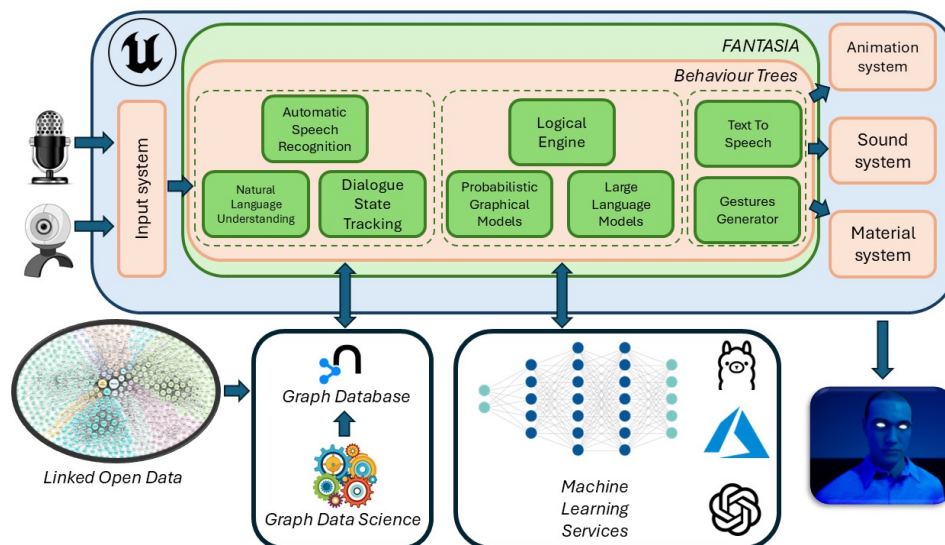 FANTASIA
Behaviour Trees
Input system
Automatic
Speech
Recognition
Natural
Language
Understanding
Dialogue
State
Tracking
Logical
Engine
Probabilistic
Graphical
Models
Large
Language
Models
Text To
Speech
Gestures
Generator
Animation
system
Sound
system
Material
system
Linked Open Data
Graph Database
Graph Data Science
Machine
Learning
Services